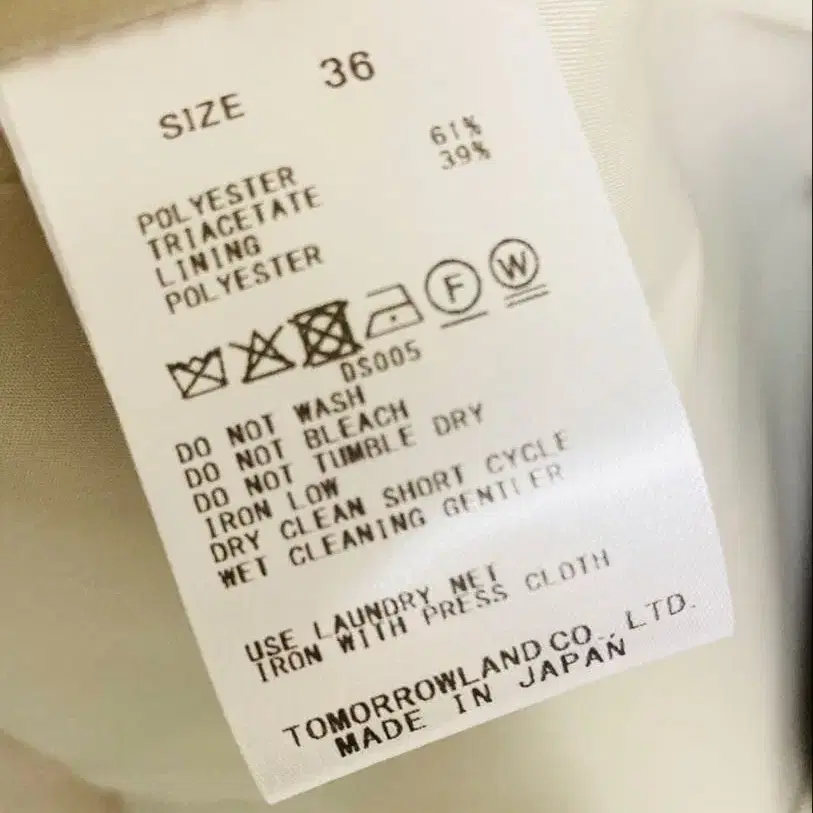 SIZE 36
POLYESTER 61%
TRIACETATE 39%
LINING
POLYESTER
F W
DS005
DO NOT WASH
DO NOT BLEACH
DO NOT TUMBLE DRY
IRON LOW
DRY CLEAN SHORT CYCLE
WET CLEANING GENTLER
USE LAUNDRY NET
IRON WITH PRESS CLOTH
TOMORROWLAND CO., LTD.
MADE IN JAPAN